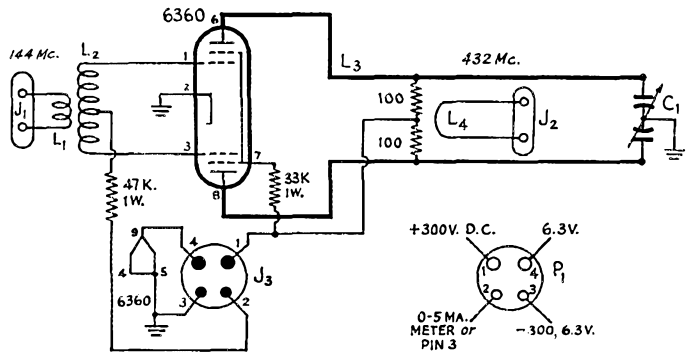 6360
6
144 Mc.
L2
1
L3
432 Mc.
J1
L1
2
100
L4
J2
C1
3
7
100
8
47K.
1W.
33K
1W.
9
4
1
+300V. D.C.
6.3V.
J3
1
4
P1
4
5
6360
3
2
2
3
0-5 MA.
METER or
PIN 3
-300, 6.3V.